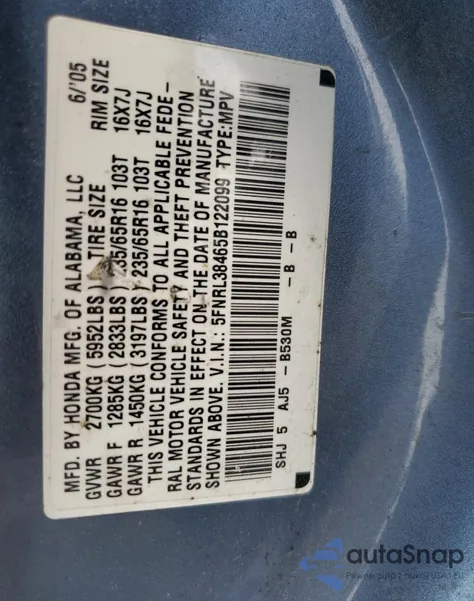 MFD. BY HONDA MFG. OF ALABAMA, LLC 6/'05
GVWR 2700KG (5952LBS) TIRE SIZE RIM SIZE
GAWR F 1285KG (2833LBS) 235/65R16 103T 16X7J
GAWR R 1450KG (3197LBS) 235/65R16 103T 16X7J
THIS VEHICLE CONFORMS TO ALL APPLICABLE FEDE-
RAL MOTOR VEHICLE SAFETY AND THEFT PREVENTION
STANDARDS IN EFFECT ON THE DATE OF MANUFACTURE
SHOWN ABOVE. V.I.N.: 5FNRL38465B122099 TYPE:MPV
SHJ 5 AJ5 -B530M -B -B
autaSnap